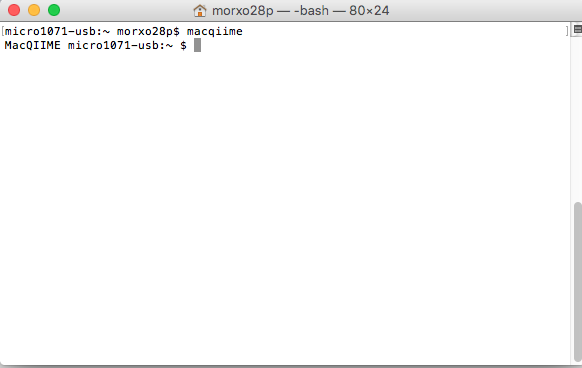 morxo28p — -bash — 80×24
[micro1071-usb:~ morxo28p$ macqiime ]
MacQIIME micro1071-usb:~ $